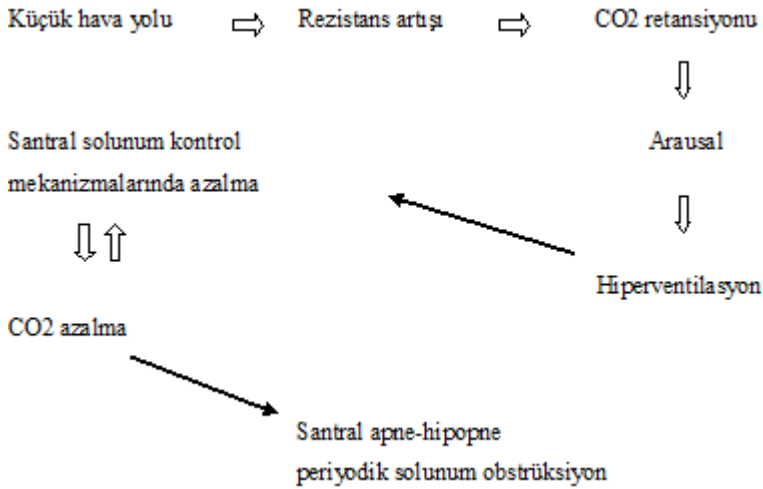 Küçük hava yolu
Rezistans artışı
CO2 retansiyonu
Arausal
Hiperventilasyon
Santral solunum kontrol
mekanizmalarında azalma
CO2 azalma
Santral apne-hipopne
periyodik solunum obstrüksiyon